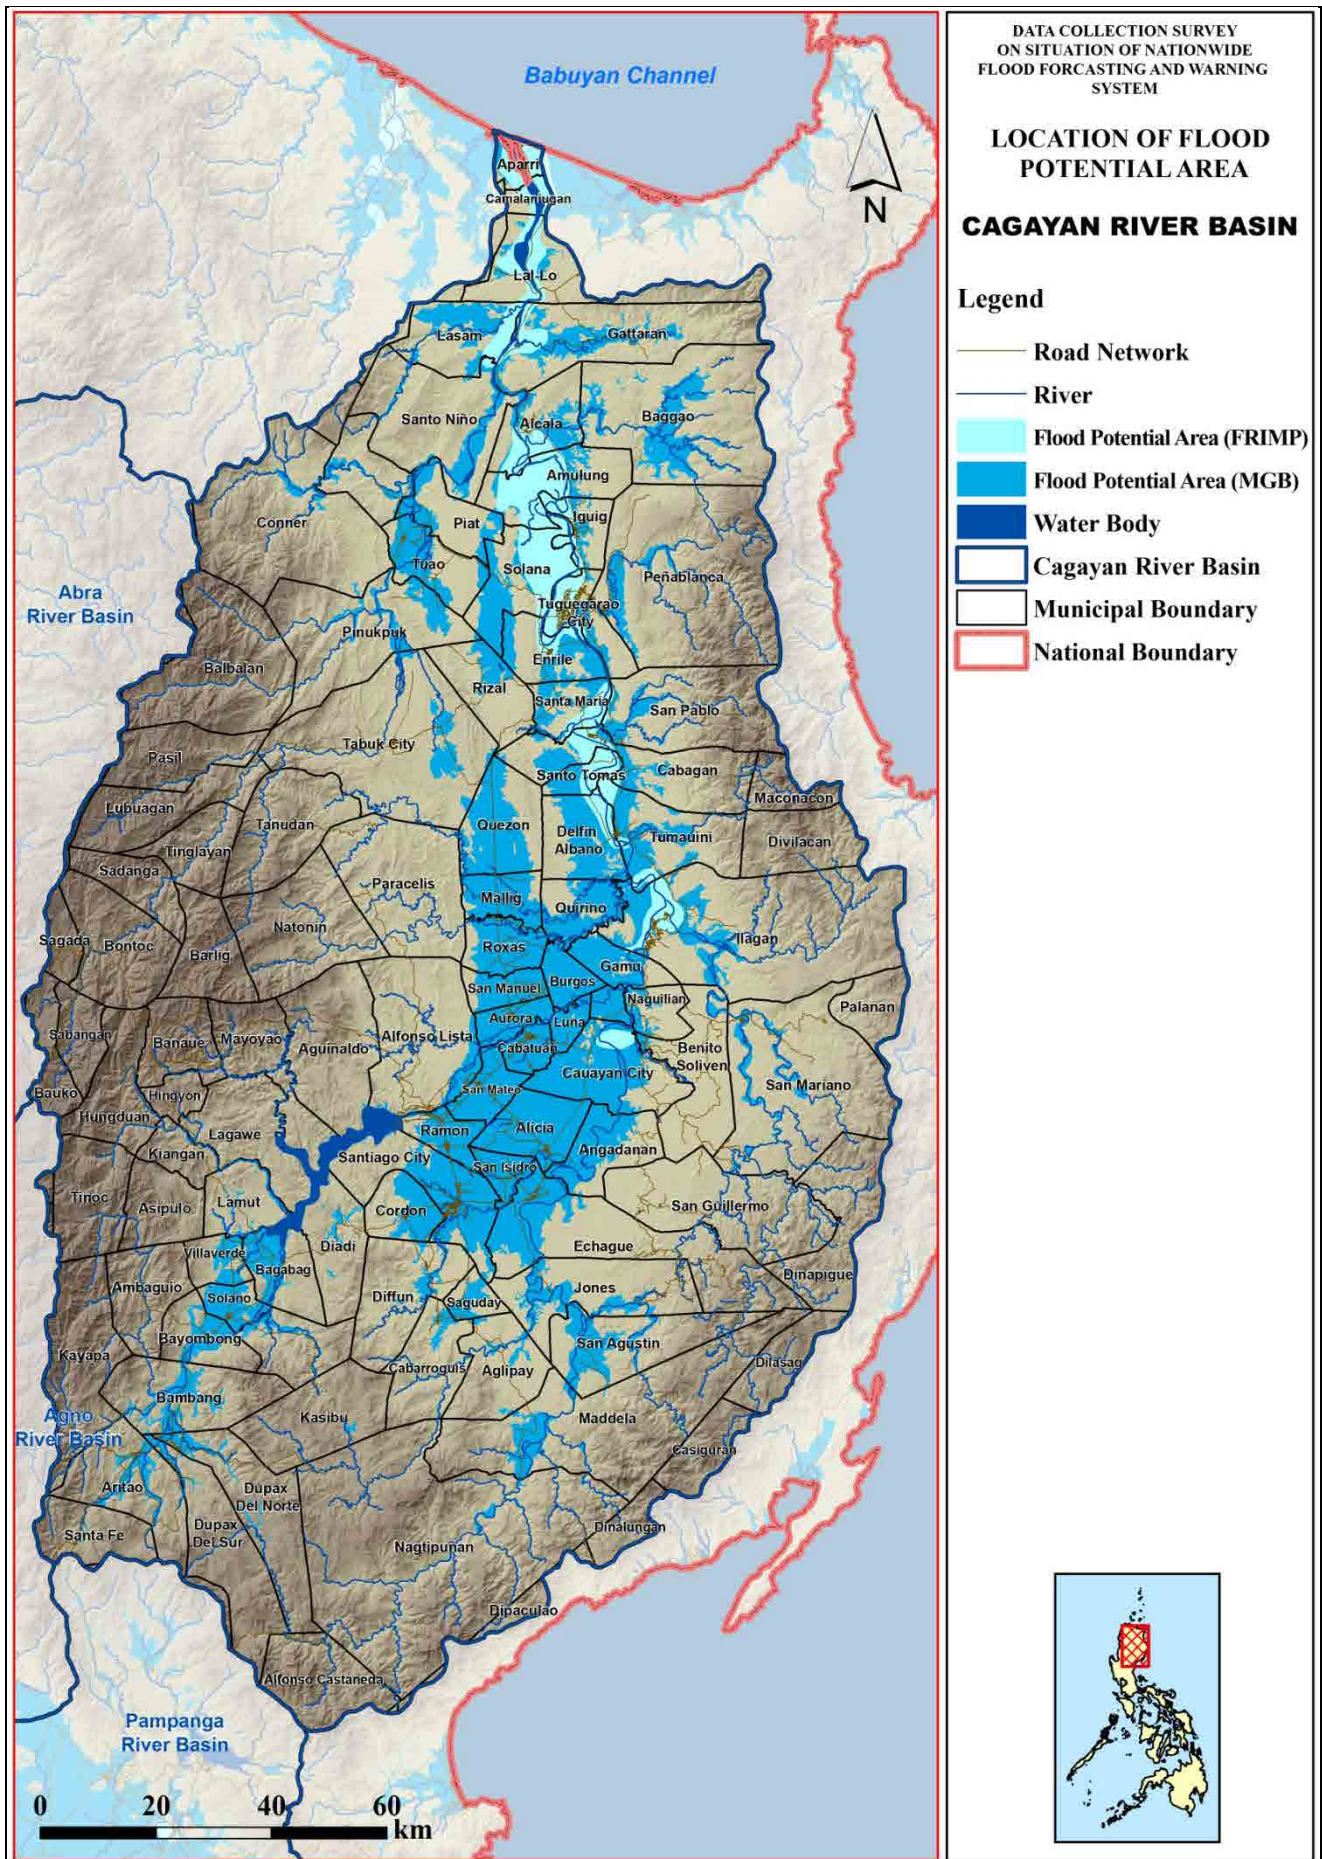 Babuyan Channel
Aparri
Camalaniugan
N
Lal-Lo
Lasam
Gattaran
Santo Niño
Alcala
Baggao
Amulung
Conner
Piat
Iguig
Tuao
Solana
Peñablanca
Abra
River Basin
Tuguegarao
City
Pinukpuk
Balbalan
Enrile
Rizal
Santa Maria
San Pablo
Tabuk City
Pasil
Santo Tomas
Cabagan
Maconacon
Lubuagan
Tanudan
Quezon
Delfin
Albano
Tumauini
Divilacan
Tinglayan
Sadanga
Paracelis
Mallig
Quirino
Natonin
Sagada
Bontoc
Barlig
Roxas
Ilagan
Gamu
San Manuel
Burgos
Naguilian
Palanan
Sabangan
Banaue
Mayoyao
Aguinaldo
Alfonso Lista
Aurora
Luna
Cabatuan
Benito
Soliven
Cauayan City
San Mariano
Bauko
Hingyon
San Mateo
Hungduan
Lagawe
Ramon
Alicia
Kiangan
Santiago City
Angadanan
San Isidro
Tinoc
Asipulo
Lamut
Cordon
San Guillermo
Villaverde
Diadi
Echague
Bagabag
Dinapigue
Ambaguio
Solano
Diffun
Saguday
Jones
Bayombong
San Agustin
Kayapa
Cabarroguis
Aglipay
Dilasag
Bambang
Kasibu
Maddela
Agno
River Basin
Casiguran
Aritao
Dupax
Del Norte
Santa Fe
Dupax
Del Sur
Nagtipunan
Dinalungan
Dipaculao
Alfonso Castaneda
Pampanga
River Basin
0 20 40 60
km
DATA COLLECTION SURVEY
ON SITUATION OF NATIONWIDE
FLOOD FORCASTING AND WARNING
SYSTEM
LOCATION OF FLOOD
POTENTIAL AREA
CAGAYAN RIVER BASIN
Legend
Road Network
River
Flood Potential Area (FRIMP)
Flood Potential Area (MGB)
Water Body
Cagayan River Basin
Municipal Boundary
National Boundary